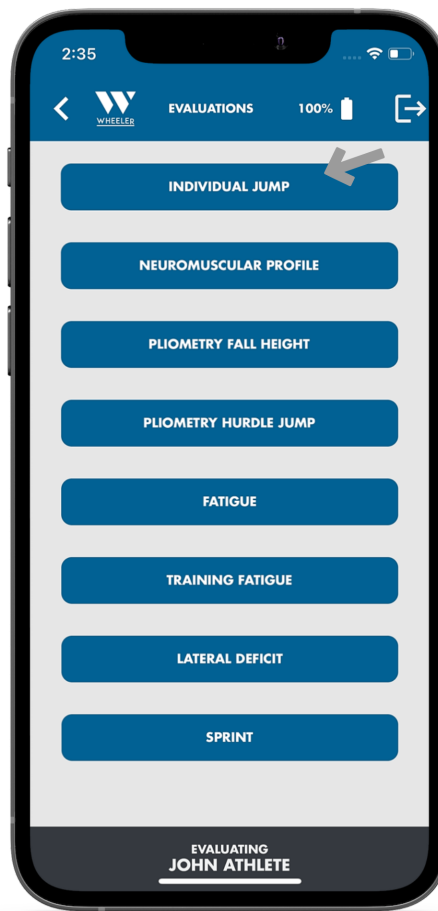 2:35
WHEELER
EVALUATIONS
100%
INDIVIDUAL JUMP
NEUROMUSCULAR PROFILE
PLIOMETRY FALL HEIGHT
PLIOMETRY HURDLE JUMP
FATIGUE
TRAINING FATIGUE
LATERAL DEFICIT
SPRINT
EVALUATING
JOHN ATHLETE